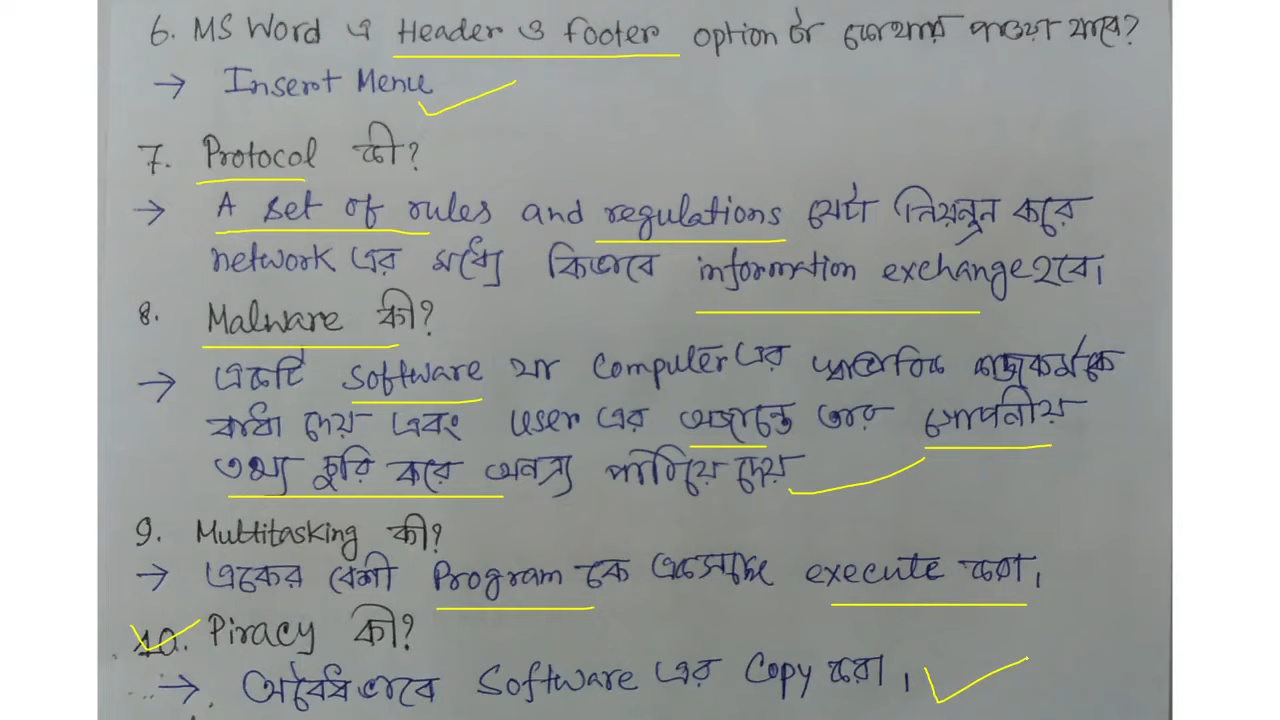 6. MS Word এ Header ও footer option টি কোথায় পাওয়া যাবে?
→ Insert Menu
7. Protocol কী?
→ A set of rules and regulations যেটা নিয়ন্ত্রন করে
network এর মধ্যে কিভাবে information exchange হবে।
8. Malware কী?
→ একটি software যা Computer এর স্বাভাবিক কাজকর্মকে
বাধা দেয় এবং user এর অজান্তে তার গোপনীয়
তথ্য চুরি করে অন্যত্র পাঠিয়ে দেয়
9. Multitasking কী?
→ একের বেশী Program কে একসঙ্গে execute করা।
10. Piracy কী?
→ অবৈধভাবে Software এর Copy করা।